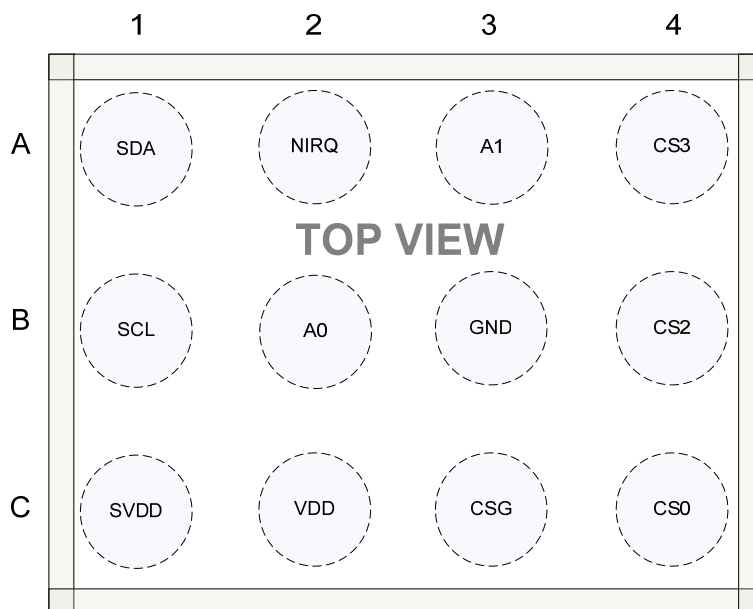 1 2 3 4
A SDA NIRQ A1 CS3
TOP VIEW
B SCL A0 GND CS2
C SVDD VDD CSG CS0